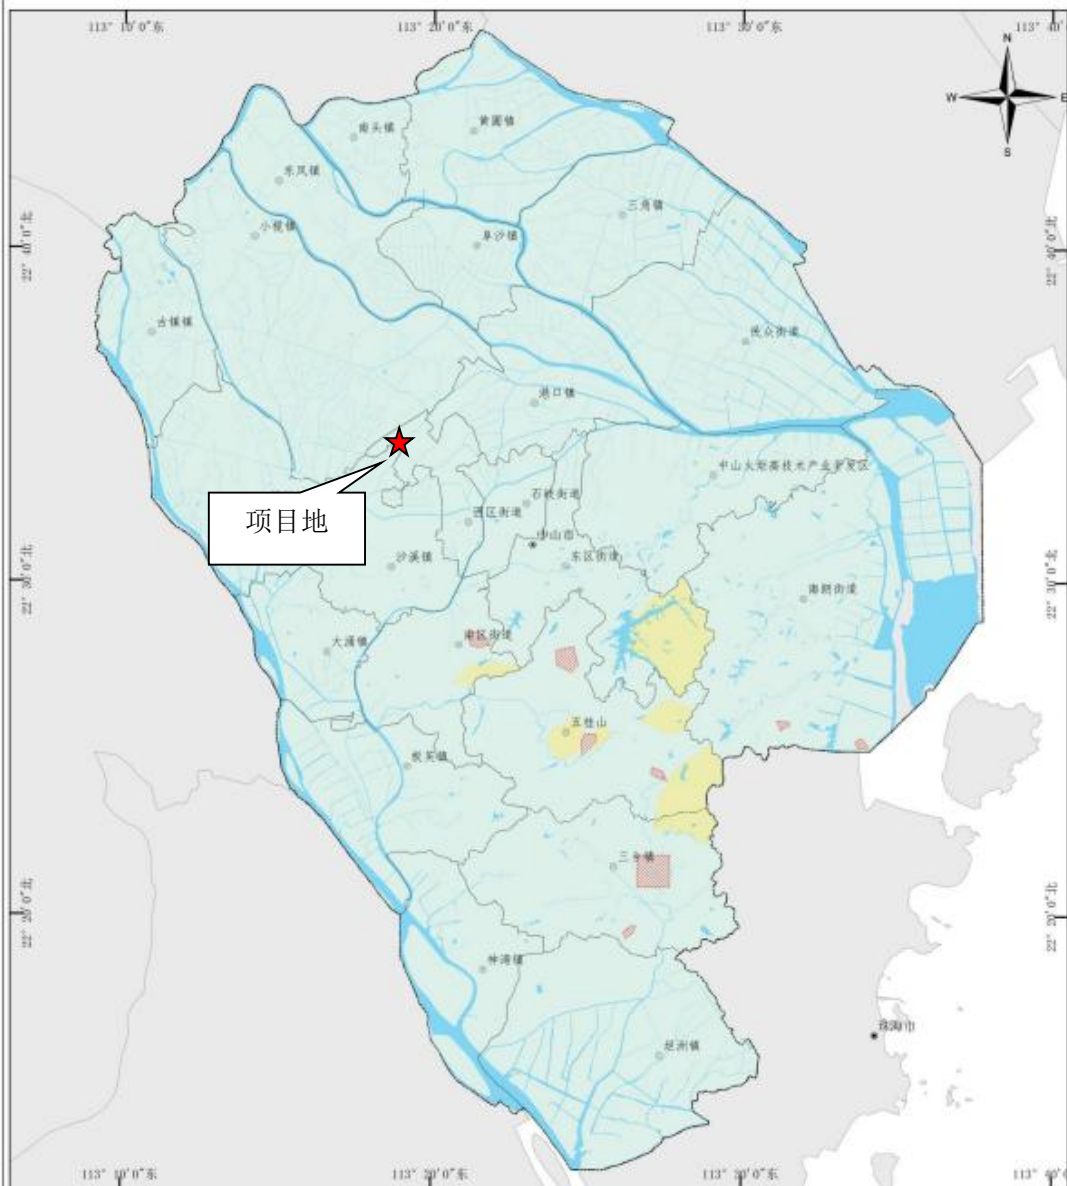 113° 10′0″东
113° 20′0″东
113° 30′0″东
113° 40′0
N
W
E
S
南头镇
黄圃镇
东凤镇
三角镇
小榄镇
阜沙镇
22° 40′0″北
22° 40′0″北
古镇镇
民众街道
港口镇
中山火炬高技术产业开发区
石岐街道
西区街道
项目地
中山市
沙溪镇
东区街道
22° 30′0″北
22° 30′0″北
南朗街道
大涌镇
南区街道
五桂山
板芙镇
三乡镇
22° 20′0″北
22° 20′0″北
神湾镇
珠海市
坦洲镇
113° 10′0″东
113° 20′0″东
113° 30′0″东
113° 40′0